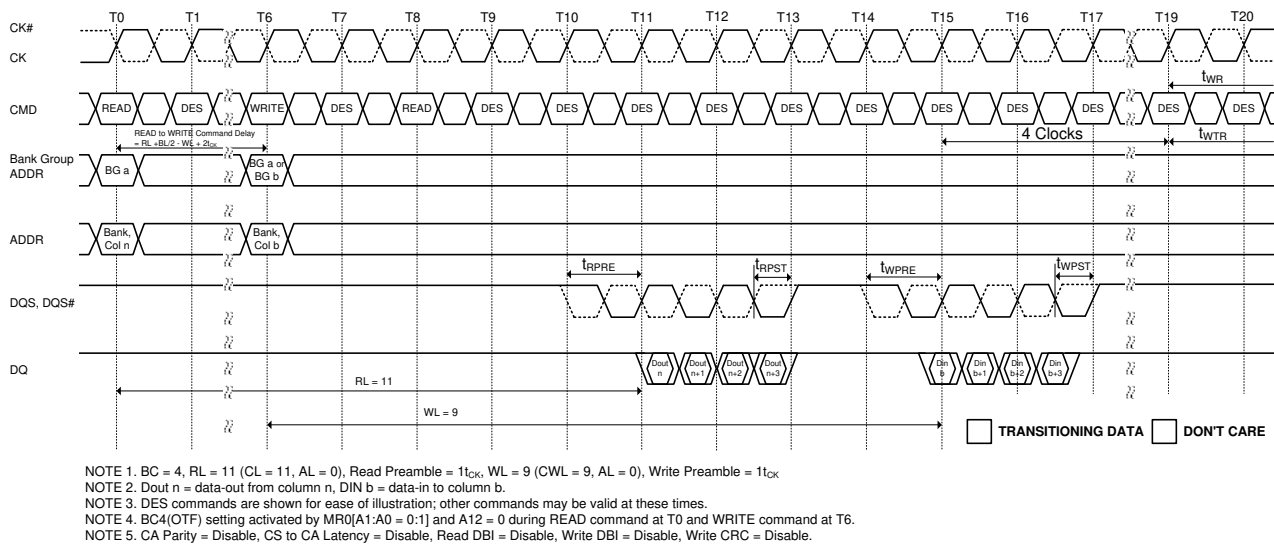 T0 T1 T6 T7 T8 T9 T10 T11 T12 T13 T14 T15 T16 T17 T19 T20
CK#
CK
tWR
CMD READ DES WRITE DES READ DES DES DES DES DES DES DES DES DES DES DES
READ to WRITE Command Delay
= RL +BL/2 - WL + 2tCK
4 Clocks
tWTR
Bank Group
ADDR
BG a
BG a or
BG b
ADDR
Bank,
Col n
Bank,
Col b
tRPRE tRPST tWPRE tWPST
DQS, DQS#
DQ
Dout
n
Dout
n+1
Dout
n+2
Dout
n+3
Din
b
Din
b+1
Din
b+2
Din
b+3
RL = 11
WL = 9
TRANSITIONING DATA DON'T CARE
NOTE 1. BC = 4, RL = 11 (CL = 11, AL = 0), Read Preamble = 1tCK, WL = 9 (CWL = 9, AL = 0), Write Preamble = 1tCK
NOTE 2. Dout n = data-out from column n, DIN b = data-in to column b.
NOTE 3. DES commands are shown for ease of illustration; other commands may be valid at these times.
NOTE 4. BC4(OTF) setting activated by MR0[A1:A0 = 0:1] and A12 = 0 during READ command at T0 and WRITE command at T6.
NOTE 5. CA Parity = Disable, CS to CA Latency = Disable, Read DBI = Disable, Write DBI = Disable, Write CRC = Disable.